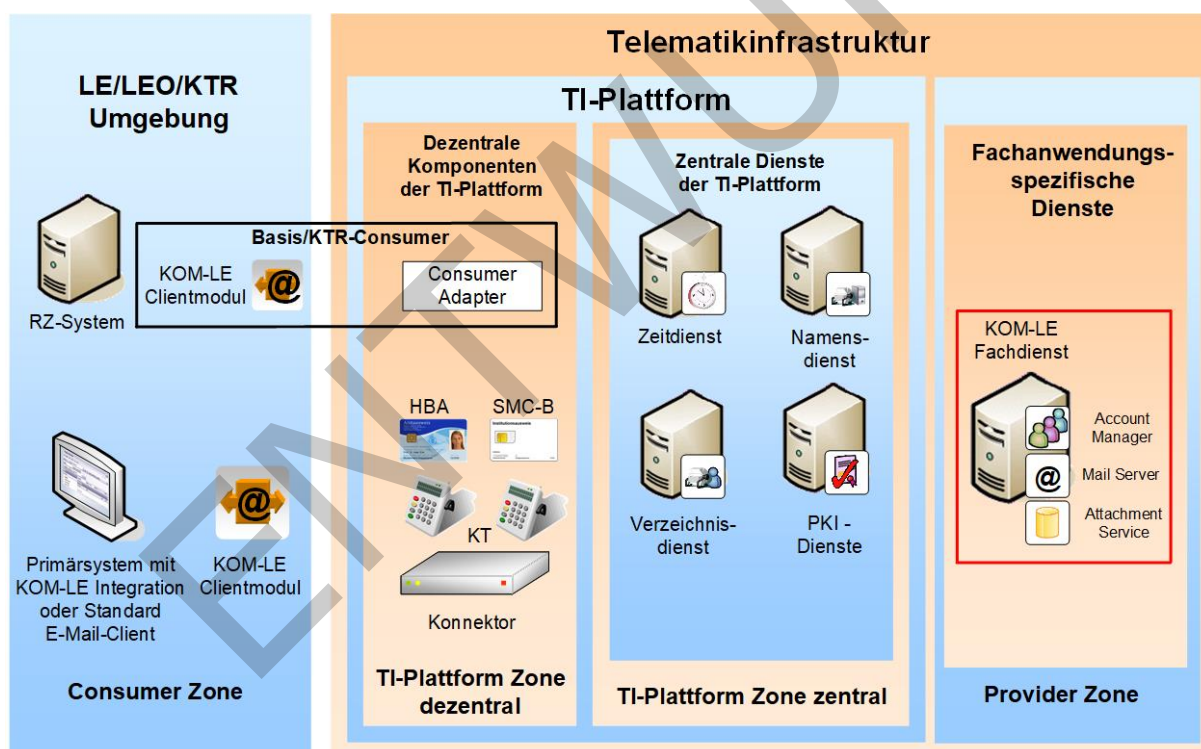 Telematikinfrastruktur
LE/LEO/KTR
Umgebung
RZ-System
Basis/KTR-Consumer
KOM-LE
Clientmodul
@
Consumer
Adapter
Primärsystem mit
KOM-LE Integration
oder Standard
E-Mail-Client
@
KOM-LE
Clientmodul
Consumer Zone
TI-Plattform
Dezentrale
Komponenten
der TI-Plattform
HBA
SMC-B
KT
Konnektor
TI-Plattform Zone
dezentral
Zentrale Dienste
der TI-Plattform
Zeitdienst
Namens-
dienst
Verzeichnis-
dienst
PKI -
Dienste
TI-Plattform Zone zentral
Fachanwendungs-
spezifische
Dienste
KOM-LE
Fachdienst
Account
Manager
@
Mail Server
Attachment
Service
Provider Zone